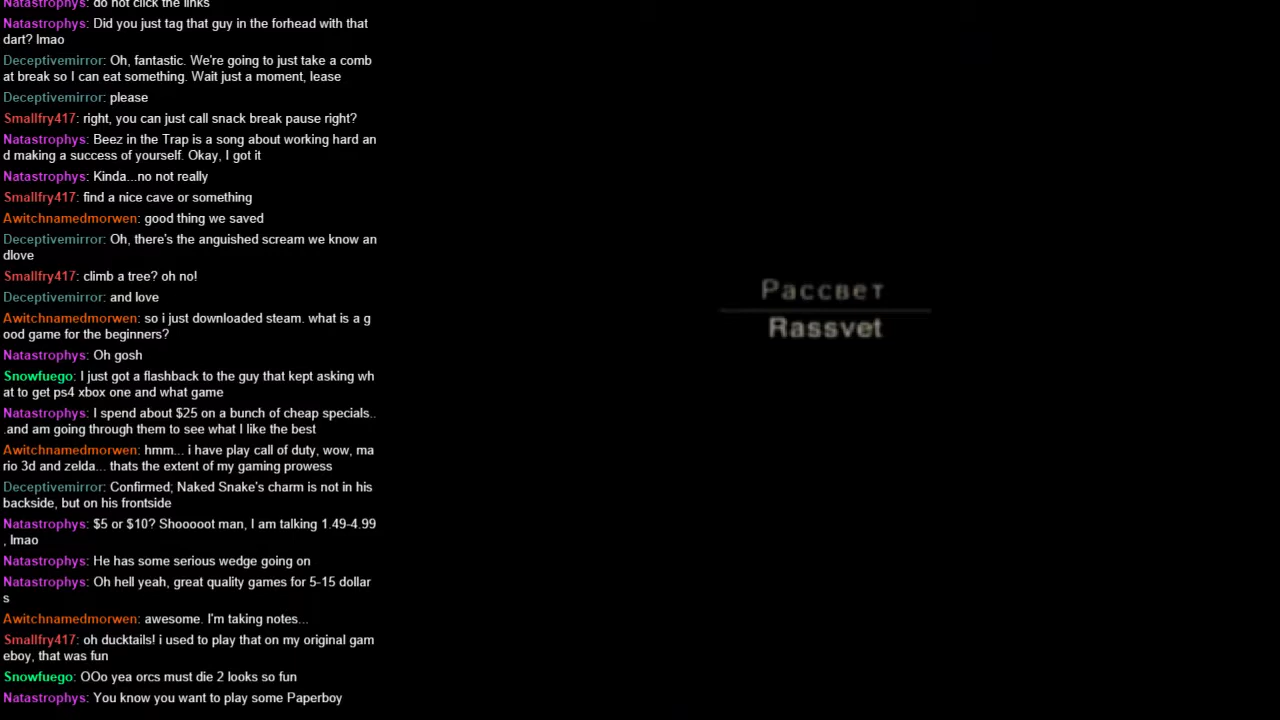 Natastrophys: do not click the links
Natastrophys: Did you just tag that guy in the forhead with that
dart? lmao
Deceptivemirror: Oh, fantastic. We're going to just take a comb
at break so I can eat something. Wait just a moment, lease
Deceptivemirror: please
Smallfry417: right, you can just call snack break pause right?
Natastrophys: Beez in the Trap is a song about working hard an
d making a success of yourself. Okay, I got it
Natastrophys: Kinda...no not really
Smallfry417: find a nice cave or something
Awitchnamedmorwen: good thing we saved
Deceptivemirror: Oh, there's the anguished scream we know an
dlove
Smallfry417: climb a tree? oh no!
Deceptivemirror: and love
Awitchnamedmorwen: so i just downloaded steam. what is a g
ood game for the beginners?
Natastrophys: Oh gosh
Snowfuego: I just got a flashback to the guy that kept asking wh
at to get ps4 xbox one and what game
Natastrophys: I spend about $25 on a bunch of cheap specials..
.and am going through them to see what I like the best
Awitchnamedmorwen: hmm... i have play call of duty, wow, ma
rio 3d and zelda... thats the extent of my gaming prowess
Deceptivemirror: Confirmed; Naked Snake's charm is not in his
backside, but on his frontside
Natastrophys: $5 or $10? Shooooot man, I am talking 1.49-4.99
, lmao
Natastrophys: He has some serious wedge going on
Natastrophys: Oh hell yeah, great quality games for 5-15 dollar
s
Awitchnamedmorwen: awesome. I'm taking notes...
Smallfry417: oh ducktails! i used to play that on my original gam
eboy, that was fun
Snowfuego: OOo yea orcs must die 2 looks so fun
Natastrophys: You know you want to play some Paperboy
Рассвет
Rassvet